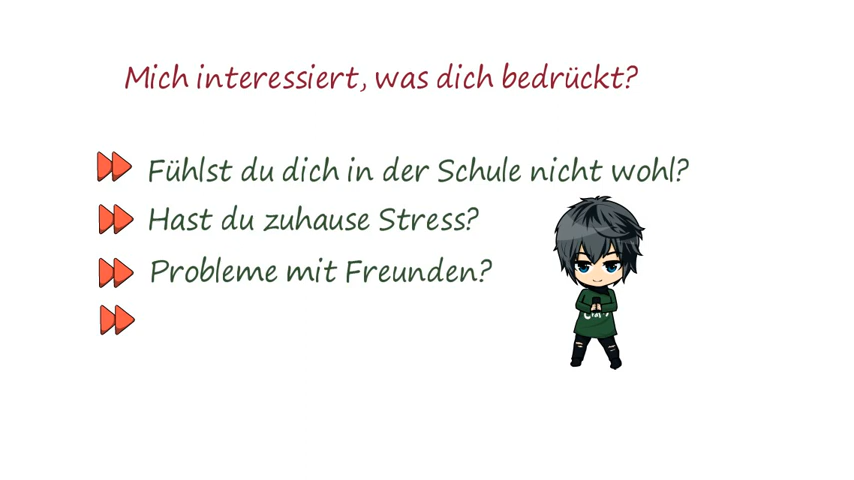 Mich interessiert, was dich bedrückt?
Fühlst du dich in der Schule nicht wohl?
Hast du zuhause Stress?
Probleme mit Freunden?